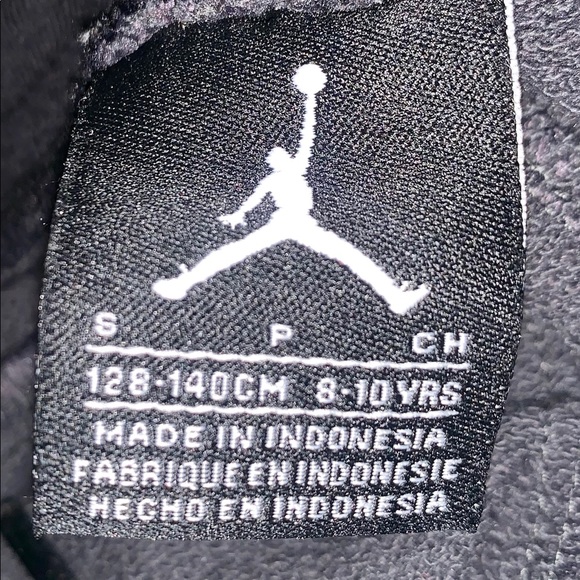 S P CH
128-140CM 8-10YRS
MADE IN INDONESIA
FABRIQUE EN INDONESIE
HECHO EN INDONESIA